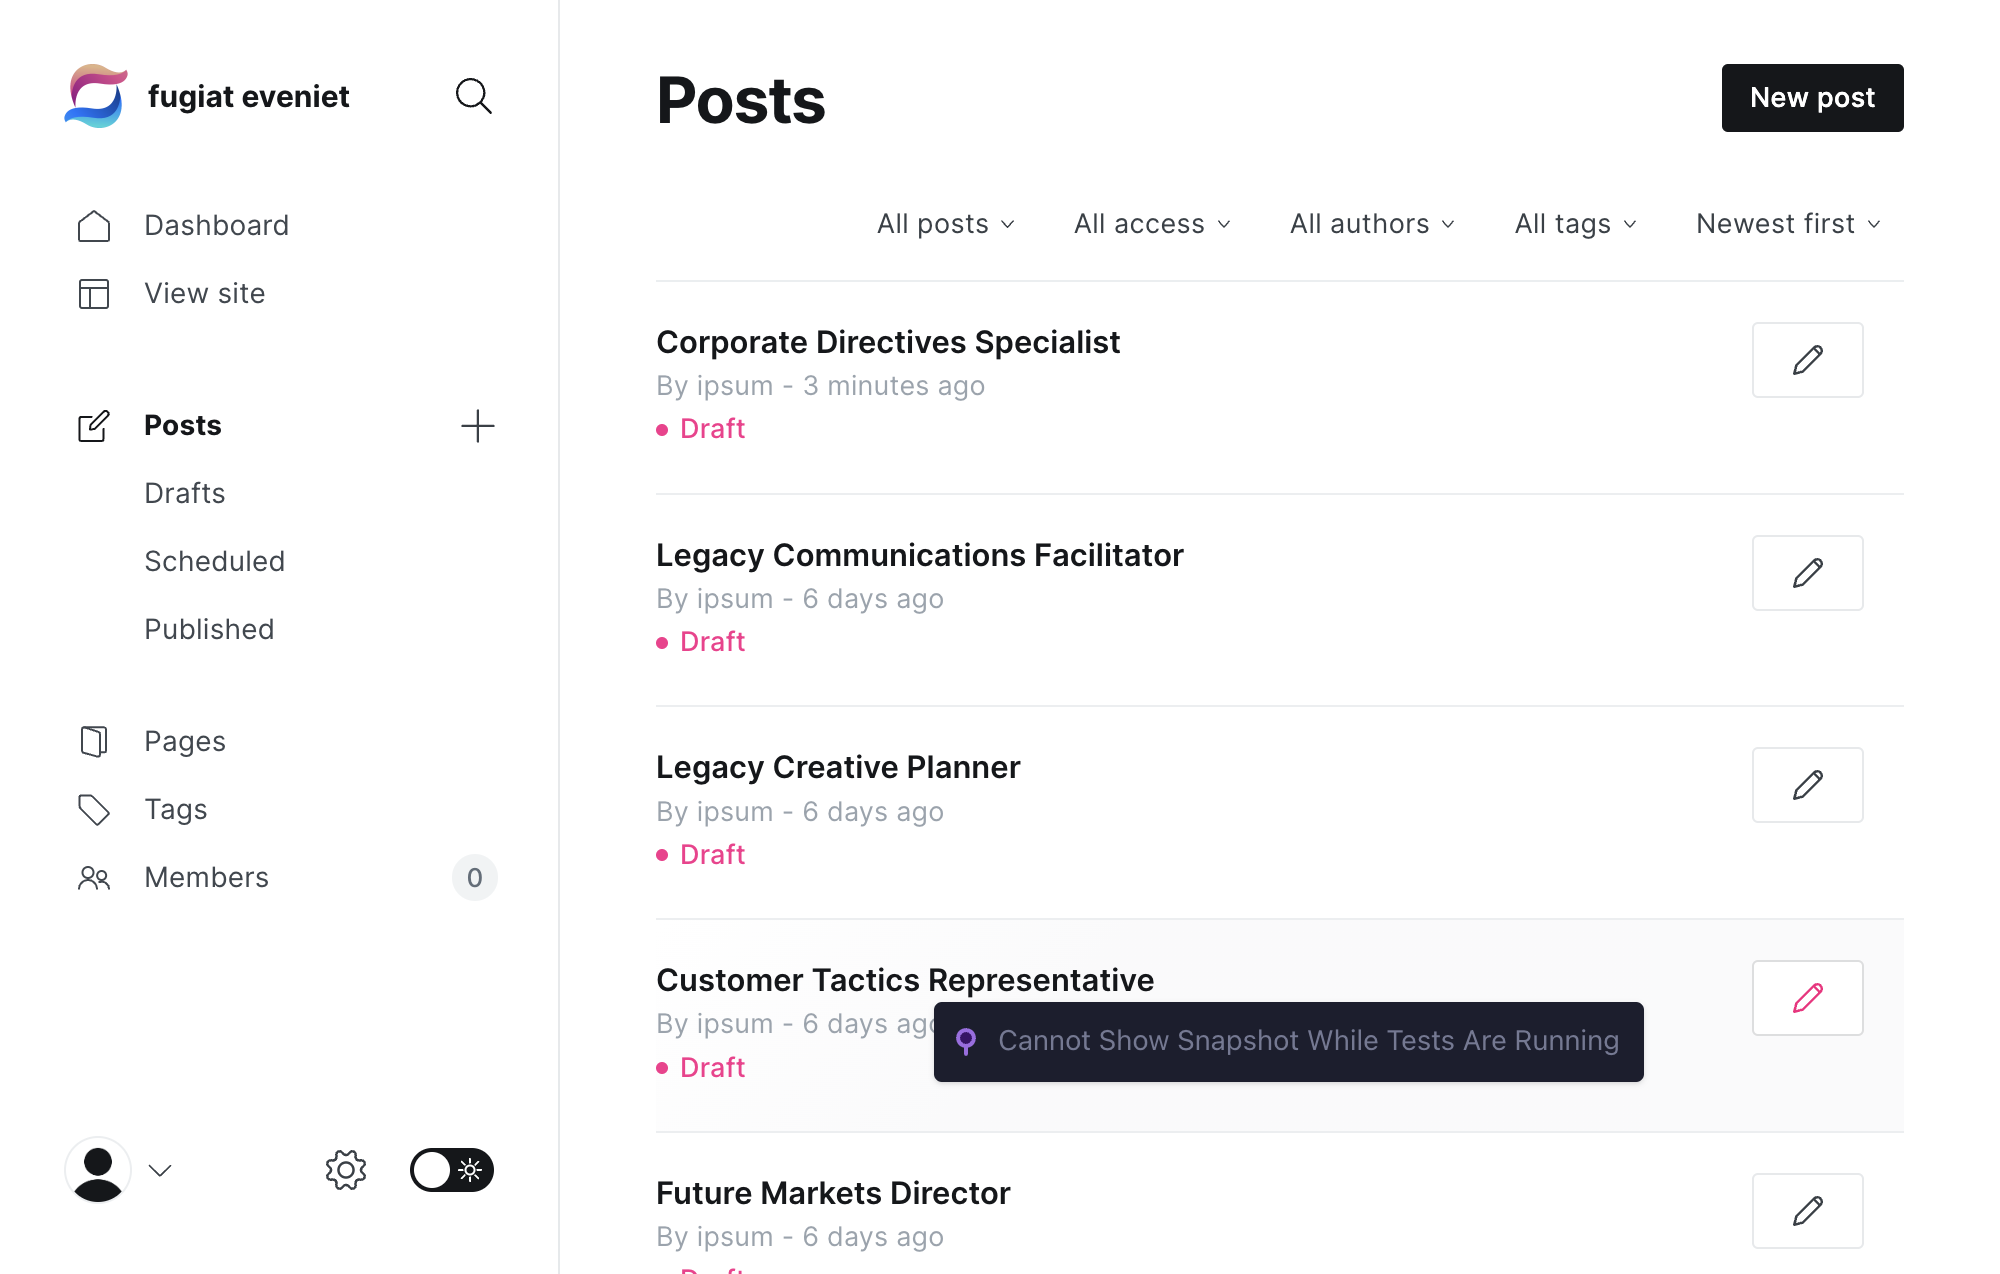 fugiat eveniet
Dashboard
View site
Posts
Drafts
Scheduled
Published
Pages
Tags
Members 0
Posts
New post
All posts All access All authors All tags Newest first
Corporate Directives Specialist
By ipsum - 3 minutes ago
Draft
Legacy Communications Facilitator
By ipsum - 6 days ago
Draft
Legacy Creative Planner
By ipsum - 6 days ago
Draft
Customer Tactics Representative
By ipsum - 6 days ago
Cannot Show Snapshot While Tests Are Running
Draft
Future Markets Director
By ipsum - 6 days ago
Draft